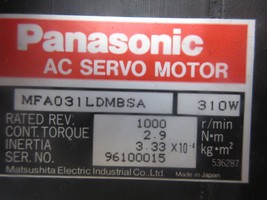 Panasonic
AC SERVO MOTOR
MFA031LDMBSA 310W
RATED REV. 1000 r/min
CONT. TORQUE 2.9 N•m
INERTIA 3.33 ×10⁻⁴ kg•m²
SER. NO. 96100015
536287
Matsushita Electric Industrial Co., Ltd. Made in Japan